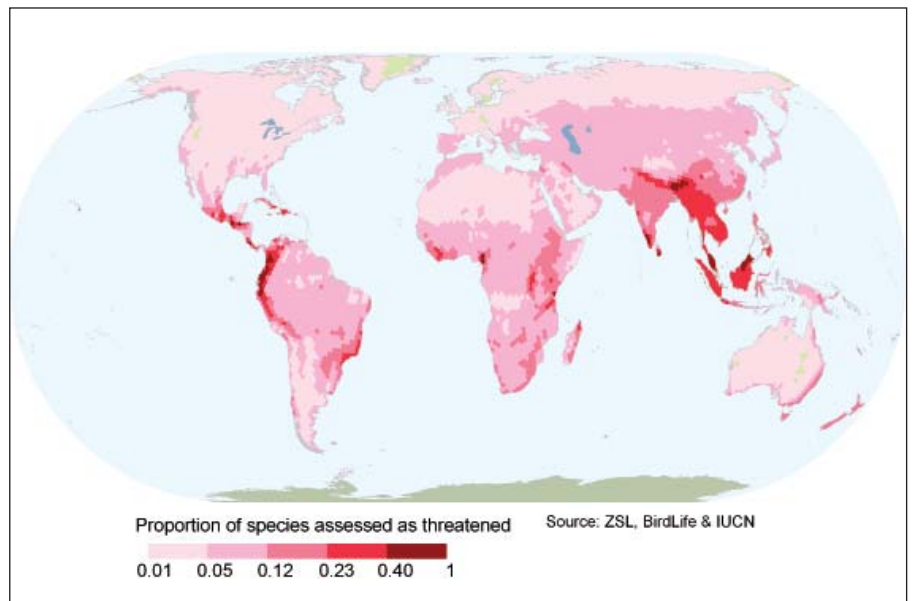 Proportion of species assessed as threatened
Source: ZSL, BirdLife & IUCN
0.01 0.05 0.12 0.23 0.40 1